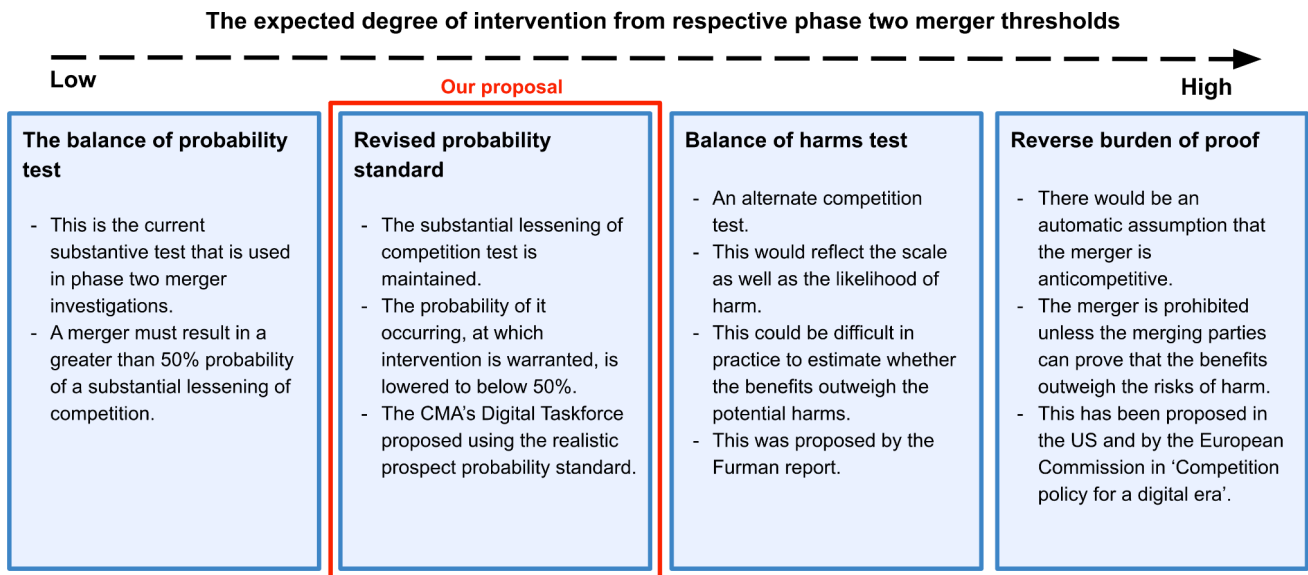 The expected degree of intervention from respective phase two merger thresholds
Low
Our proposal
High
The balance of probability
test
- This is the current
substantive test that is used
in phase two merger
investigations.
- A merger must result in a
greater than 50% probability
of a substantial lessening of
competition.
Revised probability
standard
- The substantial lessening of
competition test is
maintained.
- The probability of it
occurring, at which
intervention is warranted, is
lowered to below 50%.
- The CMA’s Digital Taskforce
proposed using the realistic
prospect probability standard.
Balance of harms test
- An alternate competition
test.
- This would reflect the scale
as well as the likelihood of
harm.
- This could be difficult in
practice to estimate whether
the benefits outweigh the
potential harms.
- This was proposed by the
Furman report.
Reverse burden of proof
- There would be an
automatic assumption that
the merger is
anticompetitive.
- The merger is prohibited
unless the merging parties
can prove that the benefits
outweigh the risks of harm.
- This has been proposed in
the US and by the European
Commission in ‘Competition
policy for a digital era’.